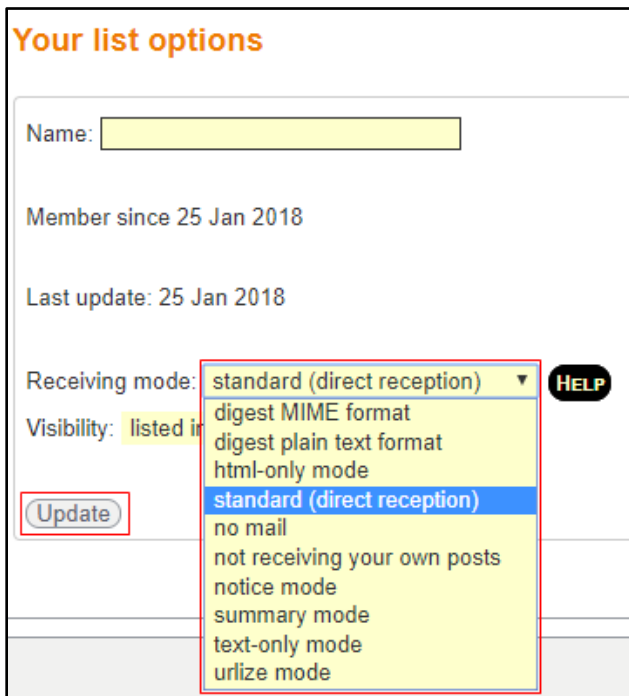 Your list options
Name:
Member since 25 Jan 2018
Last update: 25 Jan 2018
Receiving mode: standard (direct reception) HELP
digest MIME format
Visibility: listed
digest plain text format
html-only mode
standard (direct reception)
Update
no mail
not receiving your own posts
notice mode
summary mode
text-only mode
urlize mode